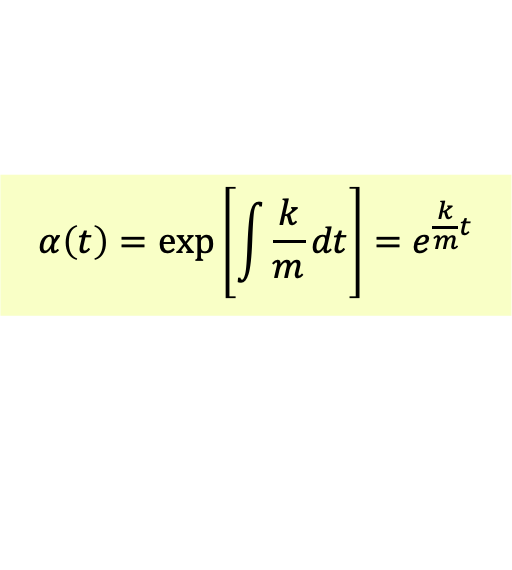 α(t) = exp[∫ k/m dt] = e^{k/m t}